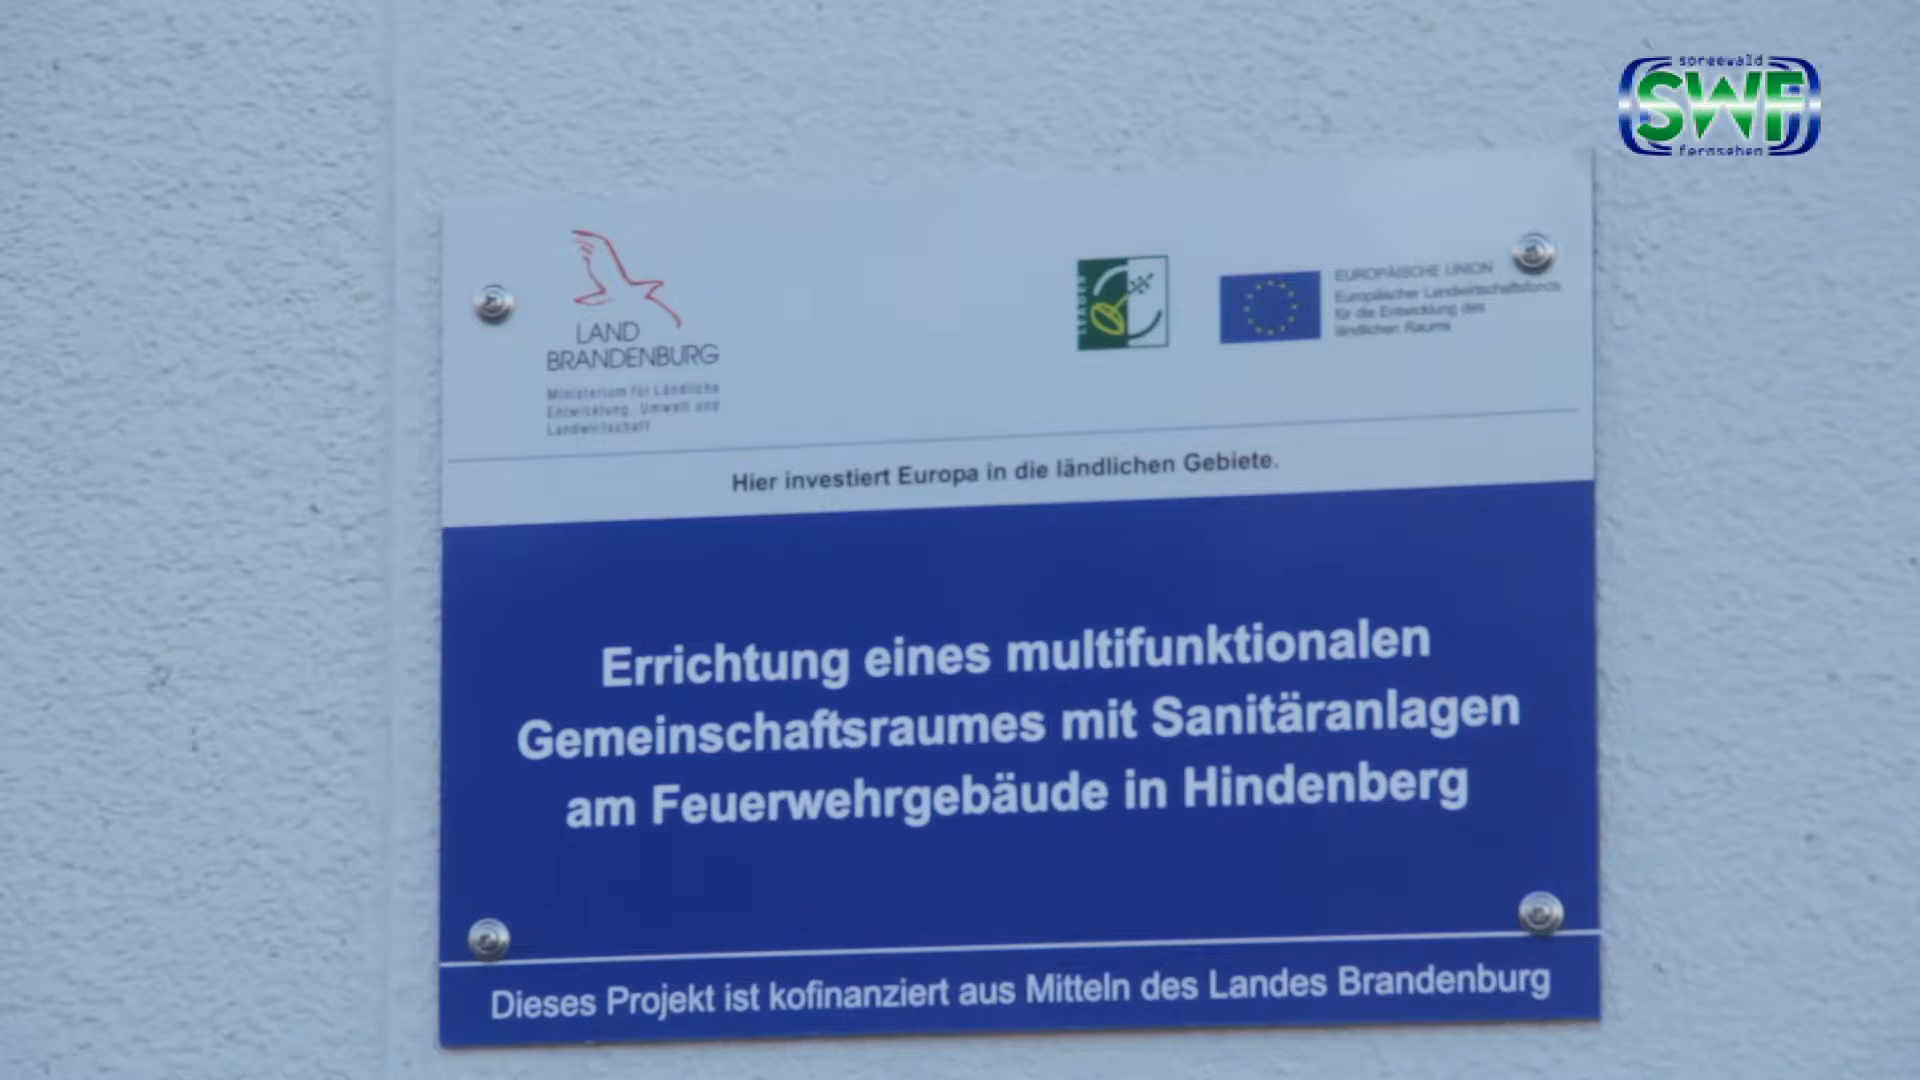 spreewald
SWF
fernsehen
LAND
BRANDENBURG
Ministerium für Ländliche
Entwicklung, Umwelt und
Landwirtschaft
LEADER
EUROPÄISCHE UNION
Europäischer Landwirtschaftsfonds
für die Entwicklung des
ländlichen Raums
Hier investiert Europa in die ländlichen Gebiete.
Errichtung eines multifunktionalen
Gemeinschaftsraumes mit Sanitäranlagen
am Feuerwehrgebäude in Hindenberg
Dieses Projekt ist kofinanziert aus Mitteln des Landes Brandenburg